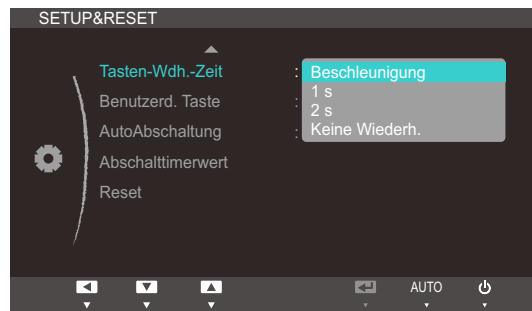 SETUP&RESET
Tasten-Wdh.-Zeit : Beschleunigung
1 s
Benutzerd. Taste :
2 s
AutoAbschaltung : Keine Wiederh.
Abschalttimerwert
Reset
AUTO